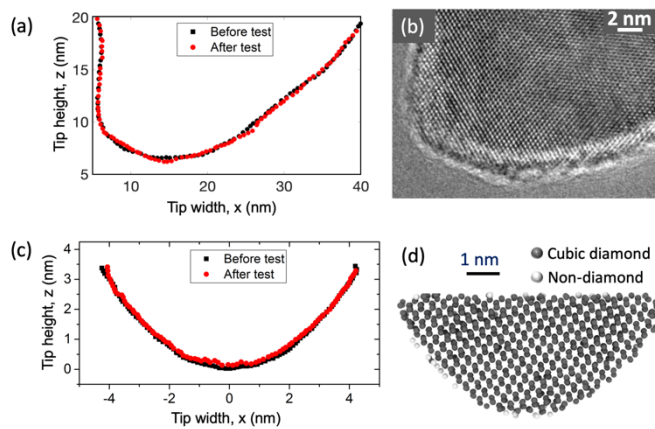 (a)
Tip height, z (nm)
20
15
10
5
10
20
30
40
Tip width, x (nm)
Before test
After test
(b)
2 nm
(c)
Tip height, z (nm)
4
3
2
1
0
-4
-2
0
2
4
Tip width, x (nm)
Before test
After test
(d)
1 nm
Cubic diamond
Non-diamond